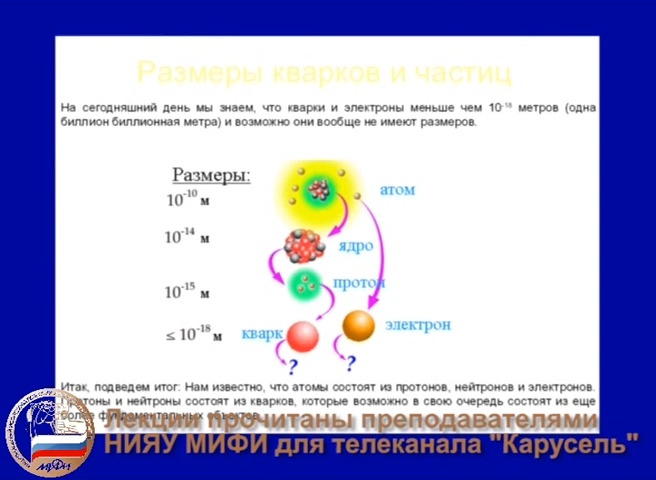 Размеры кварков и частиц
На сегодняшний день мы знаем, что кварки и электроны меньше чем 10⁻¹⁸ метров (одна
биллион биллионная метра) и возможно они вообще не имеют размеров.
Размеры:
10⁻¹⁰ м
атом
10⁻¹⁴ м
ядро
10⁻¹⁵ м
протон
≤ 10⁻¹⁸ м
кварк
электрон
?
?
Итак, подведем итог: Нам известно, что атомы состоят из протонов, нейтронов и электронов.
Протоны и нейтроны состоят из кварков, которые возможно в свою очередь состоят из еще
более фундаментальных объектов.
Лекции прочитаны преподавателями
НИЯУ МИФИ для телеканала "Карусель"
МИФИ